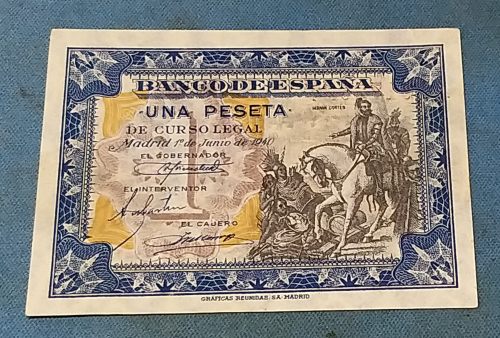 BANCO DE ESPAÑA
HERNAN CORTES
UNA PESETA
DE CURSO LEGAL
Madrid 1º de Junio de 1940
EL GOBERNADOR
EL INTERVENTOR
EL CAJERO
GRÁFICAS REUNIDAS, S.A. MADRID